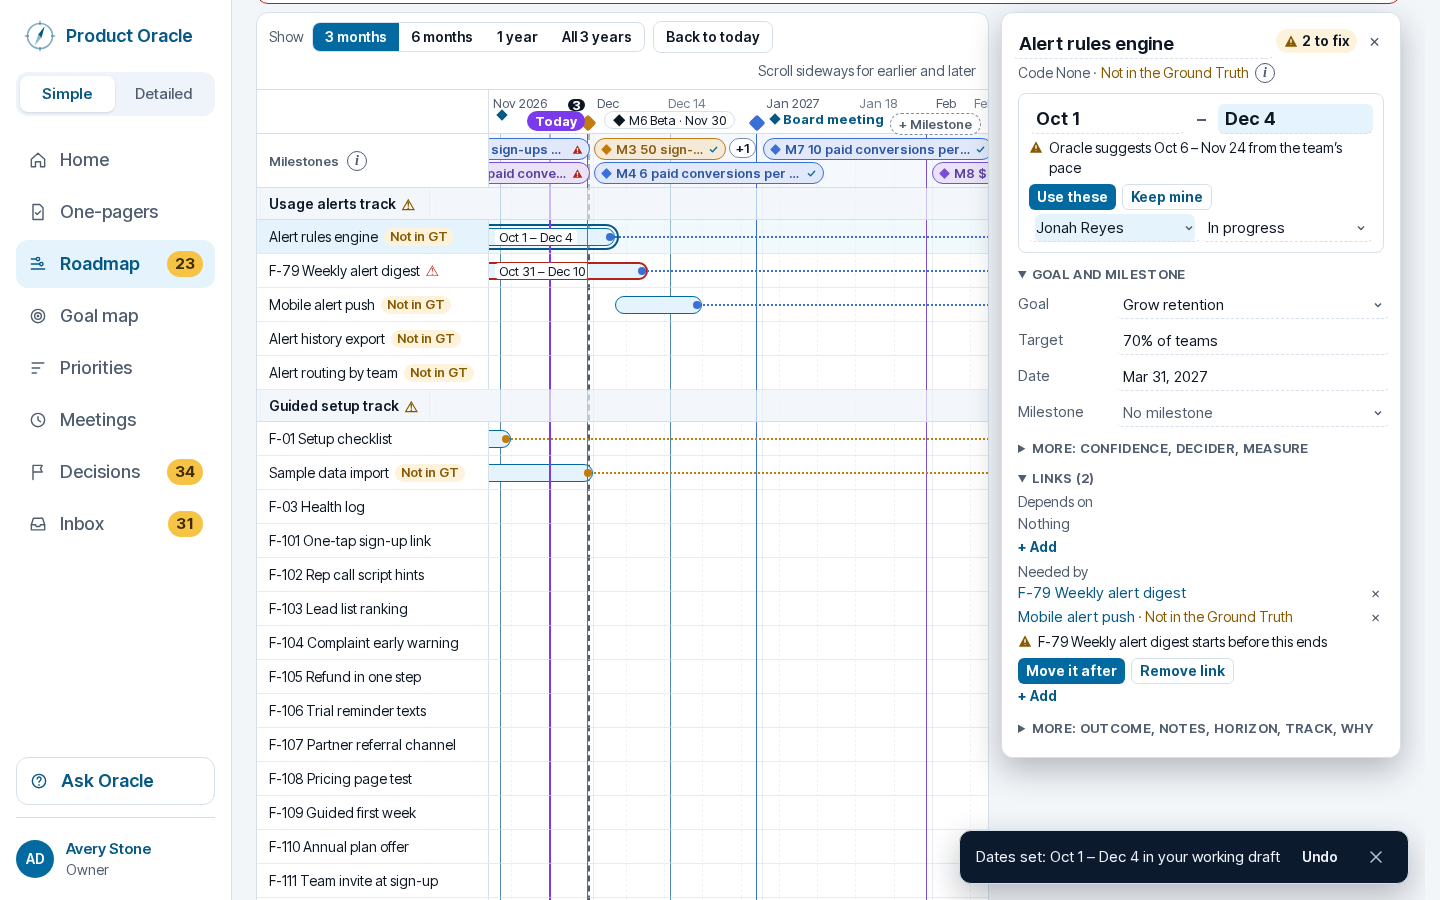 Product Oracle
Simple
Detailed
Home
One-pagers
Roadmap 23
Goal map
Priorities
Meetings
Decisions 34
Inbox 31
Ask Oracle
AD
Avery Stone
Owner
Show
3 months
6 months
1 year
All 3 years
Back to today
Scroll sideways for earlier and later
Nov 2026
3
Dec
Dec 14
Jan 2027
Jan 18
Feb
Fe
Today
M6 Beta · Nov 30
Board meeting
+ Milestone
Milestones i
sign-ups ...
M3 50 sign-...
+1
M7 10 paid conversions per...
paid conve...
M4 6 paid conversions per ...
M8 $
Usage alerts track
Alert rules engine Not in GT
Oct 1 – Dec 4
F-79 Weekly alert digest
Oct 31 – Dec 10
Mobile alert push Not in GT
Alert history export Not in GT
Alert routing by team Not in GT
Guided setup track
F-01 Setup checklist
Sample data import Not in GT
F-03 Health log
F-101 One-tap sign-up link
F-102 Rep call script hints
F-103 Lead list ranking
F-104 Complaint early warning
F-105 Refund in one step
F-106 Trial reminder texts
F-107 Partner referral channel
F-108 Pricing page test
F-109 Guided first week
F-110 Annual plan offer
F-111 Team invite at sign-up
Alert rules engine
2 to fix ×
Code None · Not in the Ground Truth i
Oct 1 – Dec 4
Oracle suggests Oct 6 – Nov 24 from the team's
pace
Use these
Keep mine
Jonah Reyes
In progress
GOAL AND MILESTONE
Goal Grow retention
Target 70% of teams
Date Mar 31, 2027
Milestone No milestone
MORE: CONFIDENCE, DECIDER, MEASURE
LINKS (2)
Depends on
Nothing
+ Add
Needed by
F-79 Weekly alert digest ×
Mobile alert push · Not in the Ground Truth ×
F-79 Weekly alert digest starts before this ends
Move it after
Remove link
+ Add
MORE: OUTCOME, NOTES, HORIZON, TRACK, WHY
Dates set: Oct 1 – Dec 4 in your working draft Undo